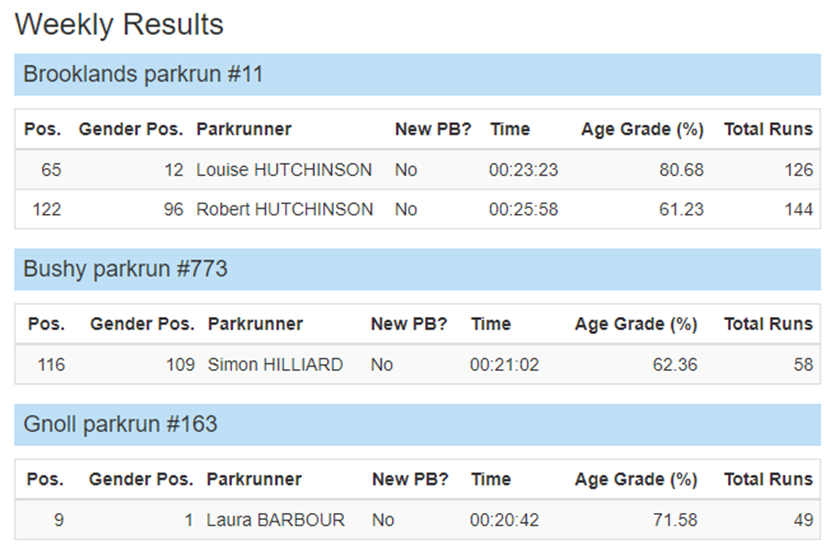 Weekly Results
Brooklands parkrun #11
Pos. Gender Pos. Parkrunner New PB? Time Age Grade (%) Total Runs
65 12 Louise HUTCHINSON No 00:23:23 80.68 126
122 96 Robert HUTCHINSON No 00:25:58 61.23 144
Bushy parkrun #773
Pos. Gender Pos. Parkrunner New PB? Time Age Grade (%) Total Runs
116 109 Simon HILLIARD No 00:21:02 62.36 58
Gnoll parkrun #163
Pos. Gender Pos. Parkrunner New PB? Time Age Grade (%) Total Runs
9 1 Laura BARBOUR No 00:20:42 71.58 49